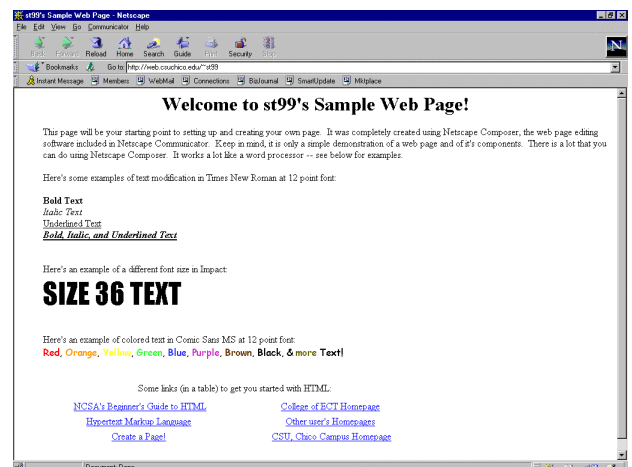 st99's Sample Web Page - Netscape
File Edit View Go Communicator Help
Back Forward Reload Home Search Guide Print Security Stop
Bookmarks Go to: http://web.csuchico.edu/~st99
Instant Message Members WebMail Connections BizJournal SmartUpdate Mktplace
Welcome to st99's Sample Web Page!
This page will be your starting point to setting up and creating your own page. It was completely created using Netscape Composer, the web page editing
software included in Netscape Communicator. Keep in mind, it is only a simple demonstration of a web page and of it's components. There is a lot that you
can do using Netscape Composer. It works a lot like a word processor -- see below for examples.
Here's some examples of text modification in Times New Roman at 12 point font:
Bold Text
Italic Text
Underlined Text
Bold, Italic, and Underlined Text
Here's an example of a different font size in Impact:
SIZE 36 TEXT
Here's an example of colored text in Comic Sans MS at 12 point font:
Red, Orange, Yellow, Green, Blue, Purple, Brown, Black, & more Text!
Some links (in a table) to get you started with HTML:
NCSA's Beginner's Guide to HTML College of ECT Homepage
Hypertext Markup Language Other user's Homepages
Create a Page! CSU, Chico Campus Homepage
Document: Done